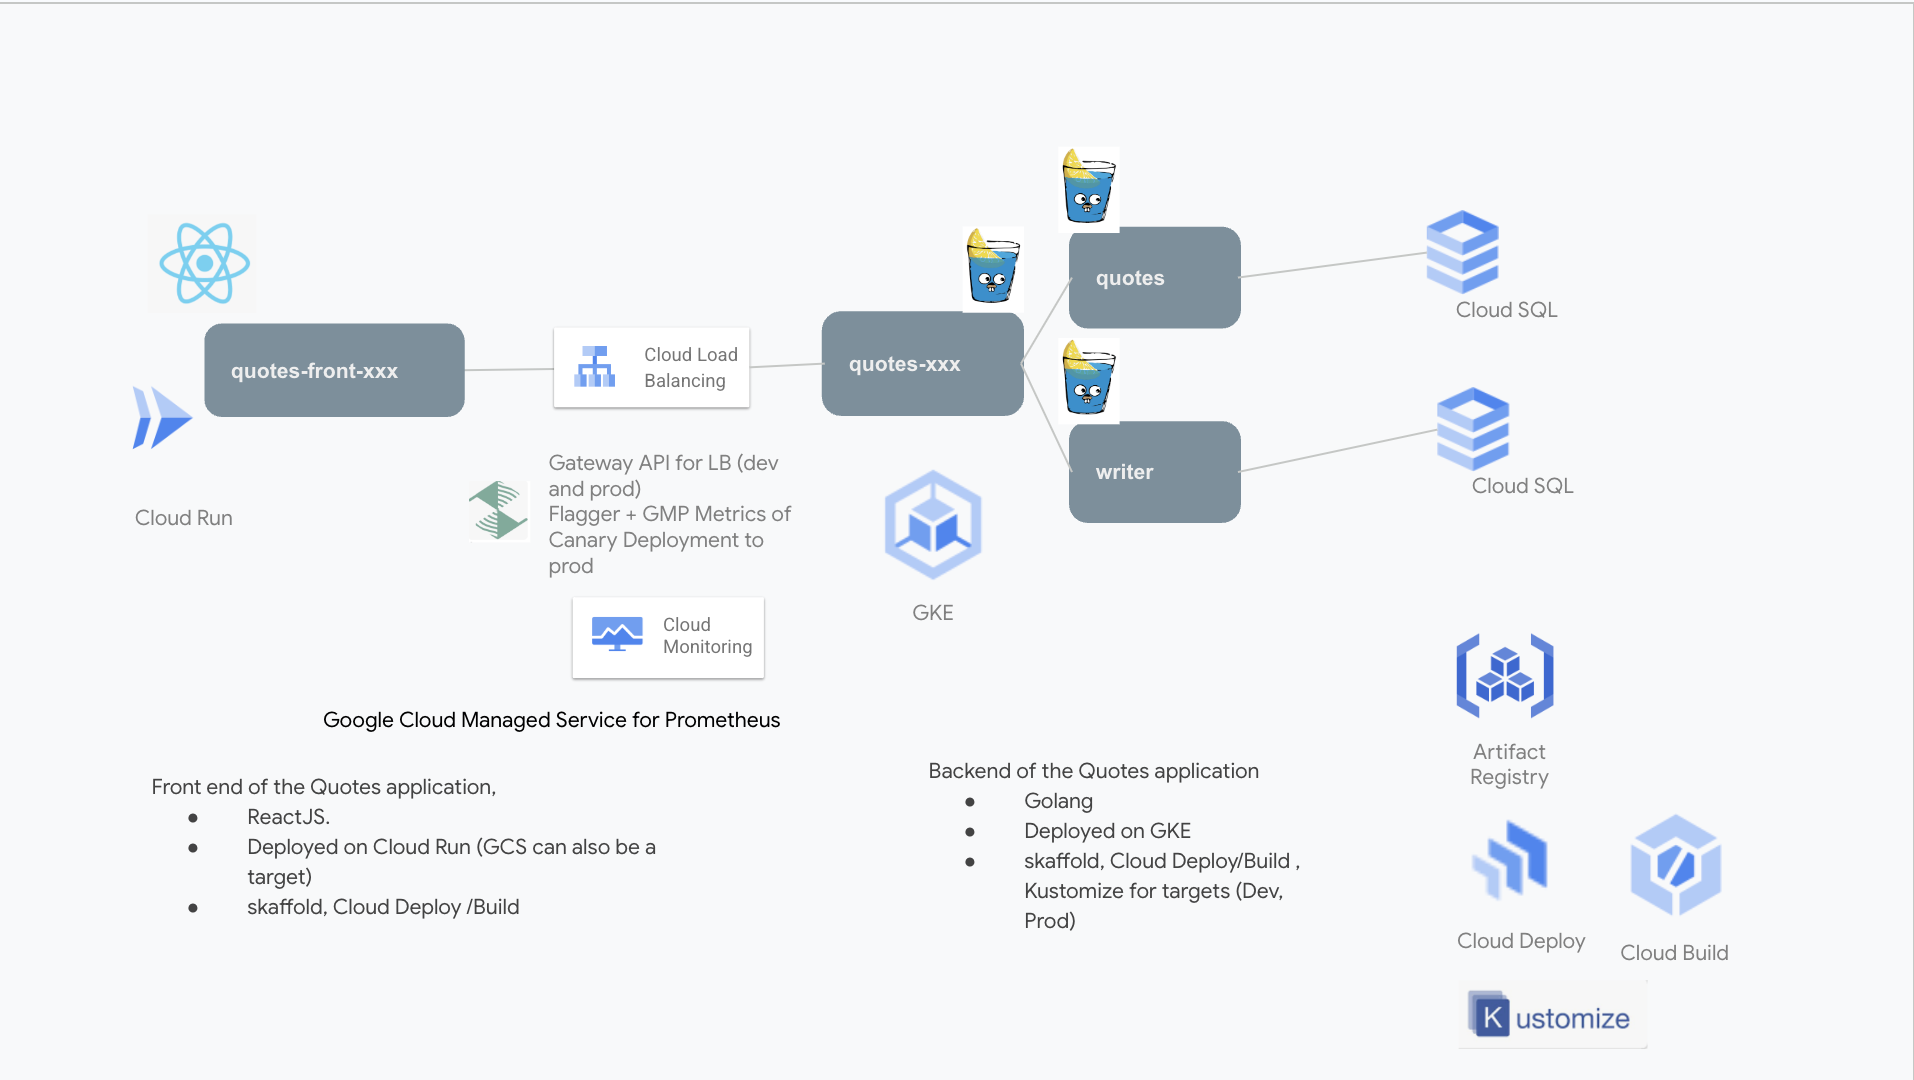 quotes
Cloud SQL
quotes-front-xxx
Cloud Load
Balancing
quotes-xxx
writer
Cloud SQL
Cloud Run
Gateway API for LB (dev
and prod)
Flagger + GMP Metrics of
Canary Deployment to
prod
GKE
Cloud
Monitoring
Google Cloud Managed Service for Prometheus
Front end of the Quotes application,
● ReactJS.
● Deployed on Cloud Run (GCS can also be a
target)
● skaffold, Cloud Deploy /Build
Backend of the Quotes application
● Golang
● Deployed on GKE
● skaffold, Cloud Deploy/Build ,
Kustomize for targets (Dev,
Prod)
Artifact
Registry
Cloud Deploy
Cloud Build
Kustomize